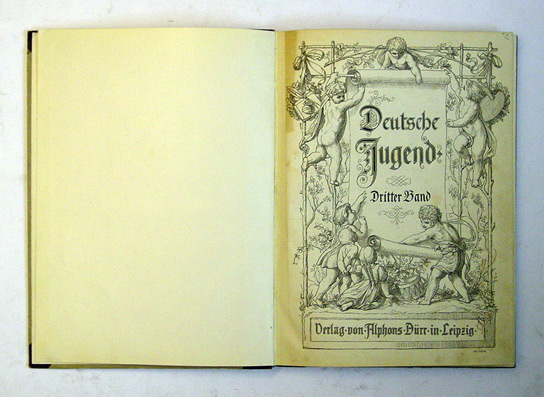 Deutsche
Jugend
Dritter Band
Verlag·von·Alphons·Dürr·in·Leipzig·